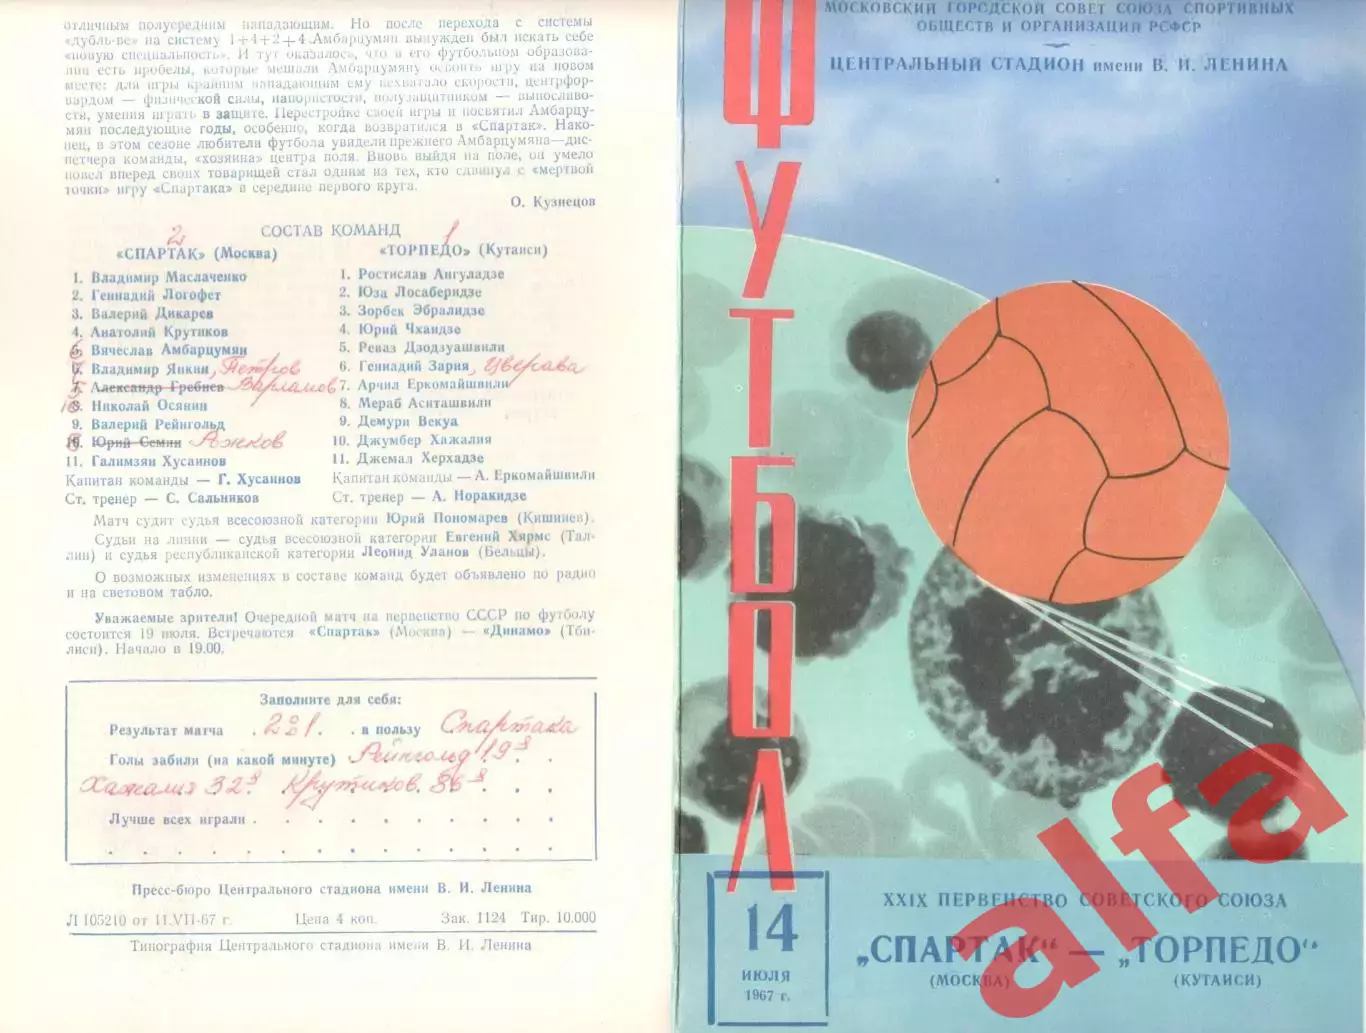 отличным полусредним нападающим. Но после перехода с системы
«дубль-ве» на систему 1+4+2+4 Амбарцумян вынужден был искать себе
«новую специальность». И тут оказалось, что в его футбольном образова-
нии есть пробелы, которые мешали Амбарцумяну освоить игру на новом
месте: для игры крайним нападающим ему нехватало скорости, центрфор-
вардом — физической силы, напористости, полузащитником — выносливо-
сти, умения играть в защите. Перестройке своей игры и посвятил Амбарцу-
мян последующие годы, особенно, когда возвратился в «Спартак». Нако-
нец, в этом сезоне любители футбола увидели прежнего Амбарцумяна—дис-
петчера команды, «хозяина» центра поля. Вновь выйдя на поле, он умело
повел вперед своих товарищей стал одним из тех, кто сдвинул с «мертвой
точки» игру «Спартака» в середине первого круга.
О. Кузнецов
СОСТАВ КОМАНД
2 1
«СПАРТАК» (Москва)
1. Владимир Маслаченко
2. Геннадий Логофет
3. Валерий Дикарев
4. Анатолий Крутиков
5. Вячеслав Амбарцумян
6. Владимир Янкин, Петров
7. Александр Гребнев Варламов
8. Николай Осянин
9. Валерий Рейнгольд
10. Юрий Семин Рожков
11. Галимзян Хусаинов
Капитан команды — Г. Хусаинов
Ст. тренер — С. Сальников
«ТОРПЕДО» (Кутаиси)
1. Ростислав Ангуладзе
2. Юза Лосаберидзе
3. Зорбек Эбралидзе
4. Юрий Чхаидзе
5. Реваз Дзодзуашвили
6. Геннадий Зария, Цверава
7. Арчил Еркомайшвили
8. Мераб Аситашвили
9. Демури Векуа
10. Джумбер Хажалия
11. Джемал Херхадзе
Капитан команды — А. Еркомайшвили
Ст. тренер — А. Норакидзе
Матч судит судья всесоюзной категории Юрий Пономарев (Кишинев).
Судьи на линии — судья всесоюзной категории Евгений Хярмс (Тал-
лин) и судья республиканской категории Леонид Уланов (Бельцы).
О возможных изменениях в составе команд будет объявлено по радио
и на световом табло.
Уважаемые зрители! Очередной матч на первенство СССР по футболу
состоится 19 июля. Встречаются «Спартак» (Москва) — «Динамо» (Тби-
лиси). Начало в 19.00.
Заполните для себя:
Результат матча 2:1 в пользу Спартака
Голы забили (на какой минуте) Рейнгольд 19й
Хажалия 32й Крутиков 86й
Лучше всех играли
Пресс-бюро Центрального стадиона имени В. И. Ленина
Л 105210 от 11.VII-67 г. Цена 4 коп. Зак. 1124 Тир. 10.000
Типография Центрального стадиона имени В. И. Ленина
МОСКОВСКИЙ ГОРОДСКОЙ СОВЕТ СОЮЗА СПОРТИВНЫХ
ОБЩЕСТВ И ОРГАНИЗАЦИЙ РСФСР
ЦЕНТРАЛЬНЫЙ СТАДИОН имени В. И. ЛЕНИНА
ФУТБОЛ
14
ИЮЛЯ
1967 г.
XXIX ПЕРВЕНСТВО СОВЕТСКОГО СОЮЗА
„СПАРТАК“ — „ТОРПЕДО“
(МОСКВА) (КУТАИСИ)
alfa